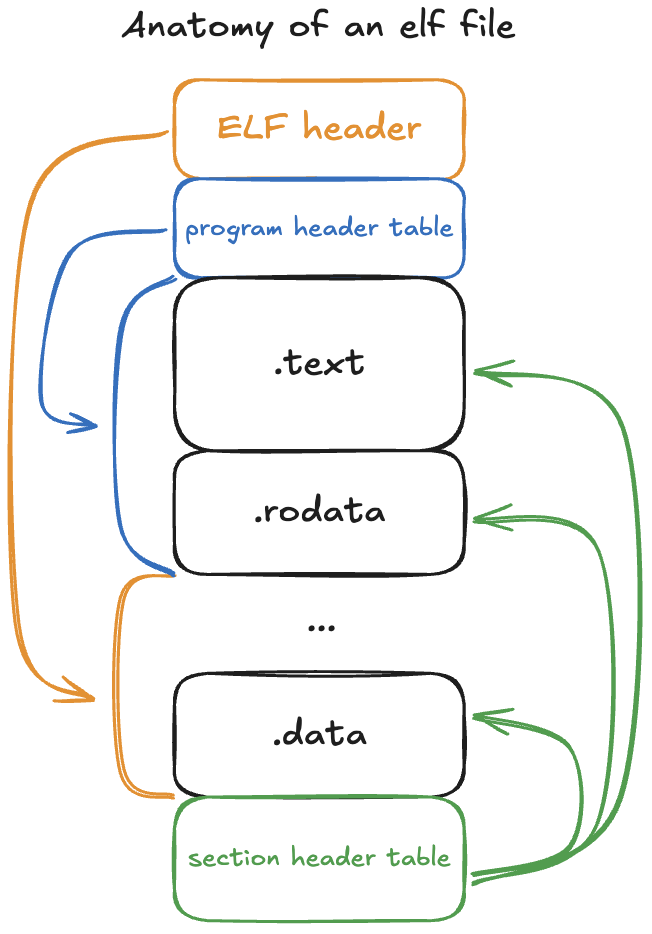 Anatomy of an elf file
ELF header
program header table
.text
.rodata
...
.data
section header table